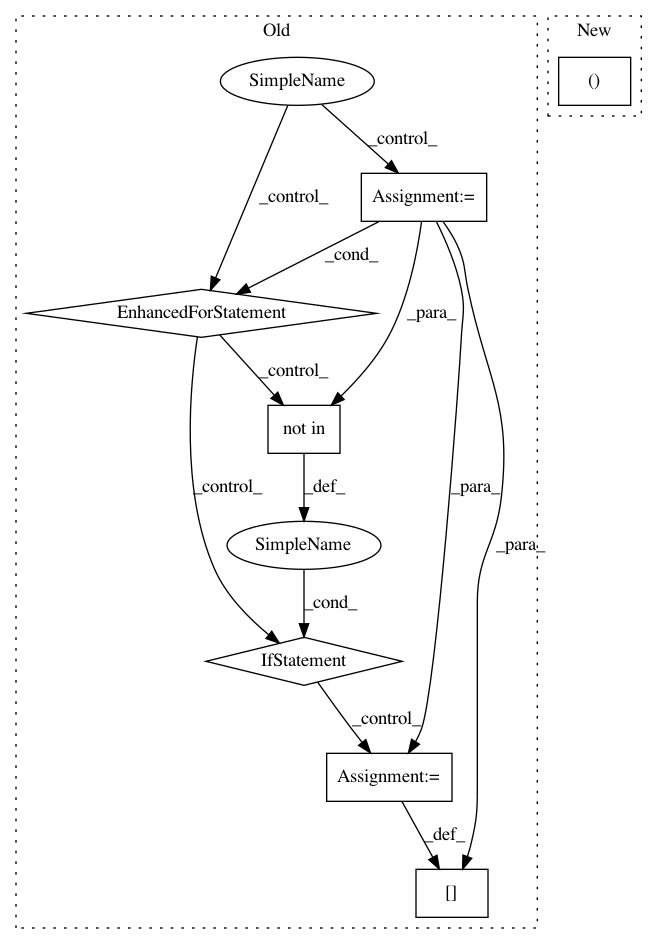 Old
New
SimpleName
()
_control_
Assignment:=
_control_
_cond_
EnhancedForStatement
_para_
_control_
not in
_control_
_def_
_para_
_para_
SimpleName
_cond_
IfStatement
_control_
Assignment:=
_def_
[]